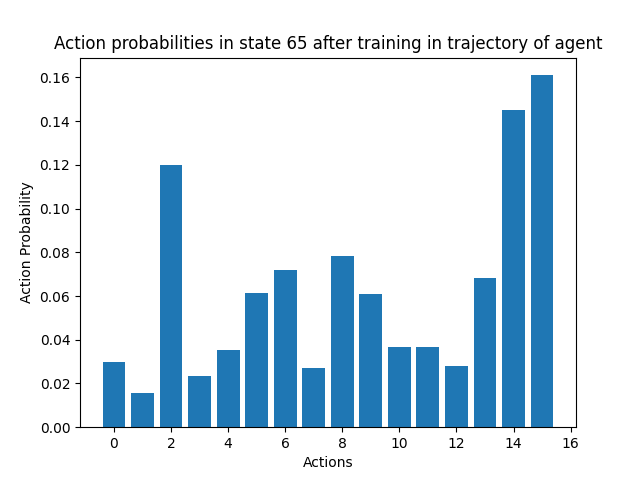 Action probabilities in state 65 after training in trajectory of agent
0.16
0.14
0.12
0.10
0.08
0.06
0.04
0.02
0.00
Action Probability
0 2 4 6 8 10 12 14 16
Actions